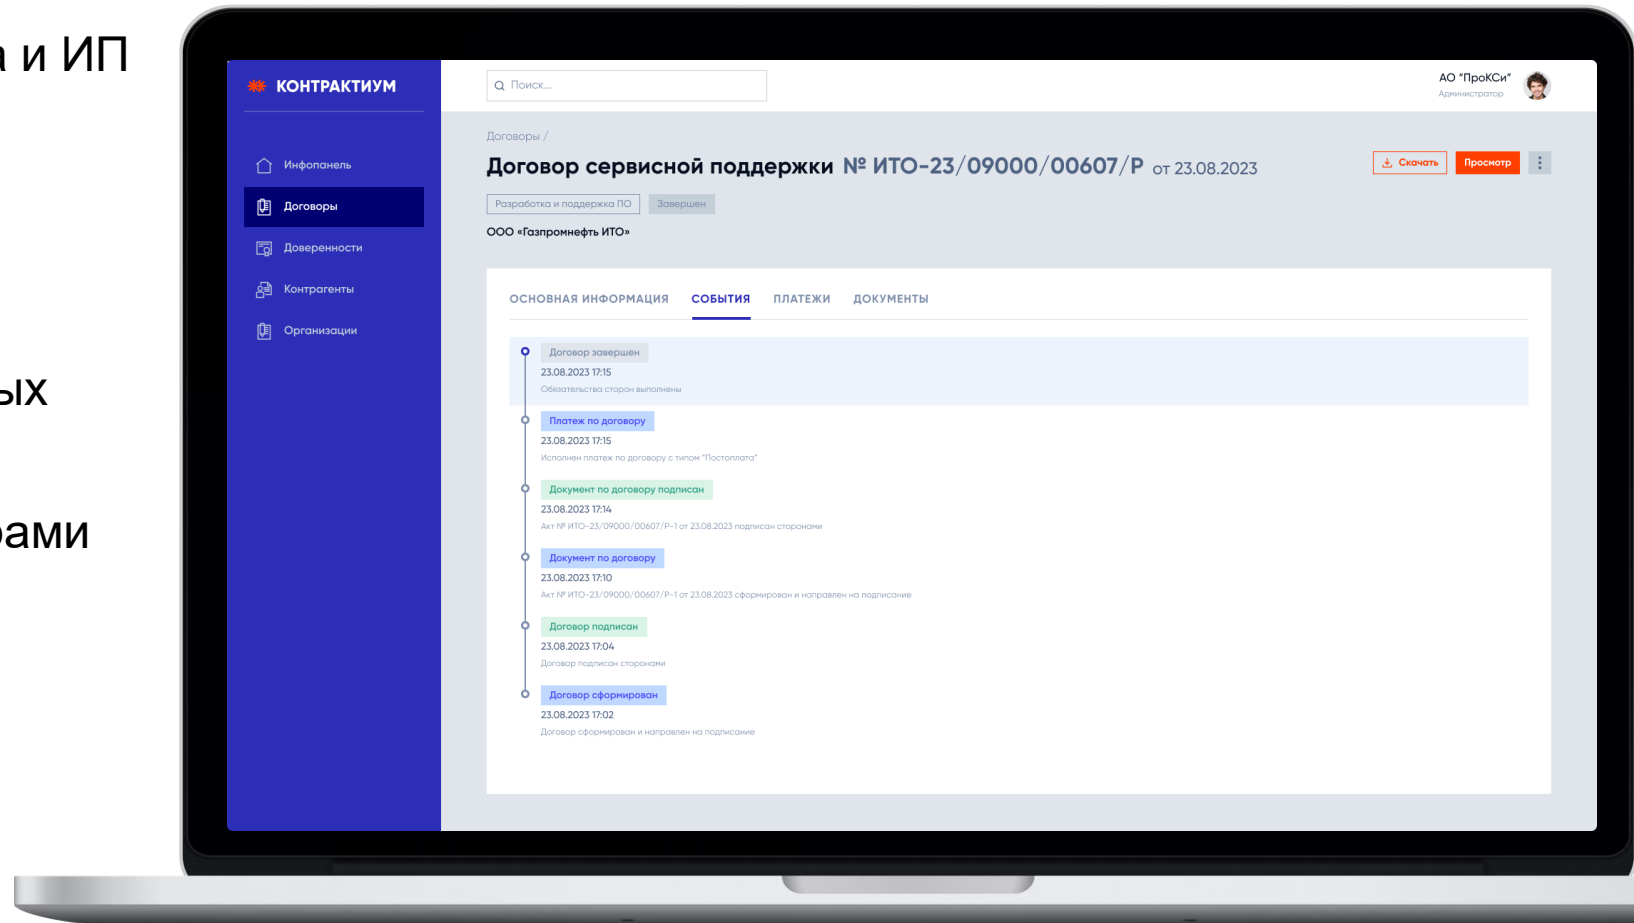 а и ИП
ых
рами
КОНТРАКТИУМ
Поиск...
АО "ПроКСи"
Администратор
Инфопанель
Договоры
Доверенности
Контрагенты
Организации
Договоры /
Договор сервисной поддержки № ИТО-23/09000/00607/Р от 23.08.2023
Скачать
Просмотр
Разработка и поддержка ПО
Завершен
ООО «Газпромнефть ИТО»
ОСНОВНАЯ ИНФОРМАЦИЯ
СОБЫТИЯ
ПЛАТЕЖИ
ДОКУМЕНТЫ
Договор завершен
23.08.2023 17:15
Обязательства сторон выполнены
Платеж по договору
23.08.2023 17:15
Исполнен платеж по договору с типом "Постоплата"
Документ по договору подписан
23.08.2023 17:14
Акт № ИТО-23/09000/00607/Р-1 от 23.08.2023 подписан сторонами
Документ по договору
23.08.2023 17:10
Акт № ИТО-23/09000/00607/Р-1 от 23.08.2023 сформирован и направлен на подписание
Договор подписан
23.08.2023 17:04
Договор подписан сторонами
Договор сформирован
23.08.2023 17:02
Договор сформирован и направлен на подписание